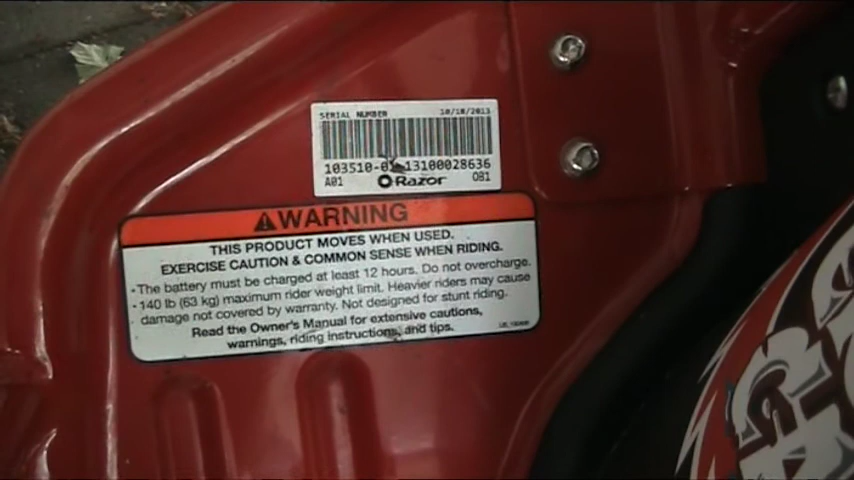 SERIAL NUMBER 10/18/2013
13100028636
A01 Razor OB1
WARNING
THIS PRODUCT MOVES WHEN USED.
EXERCISE CAUTION & COMMON SENSE WHEN RIDING.
· The battery must be charged at least 12 hours. Do not overcharge.
· 140 lb (63 kg) maximum rider weight limit. Heavier riders may cause
damage not covered by warranty. Not designed for stunt riding.
Read the Owner's Manual for extensive cautions,
warnings, riding instructions, and tips.